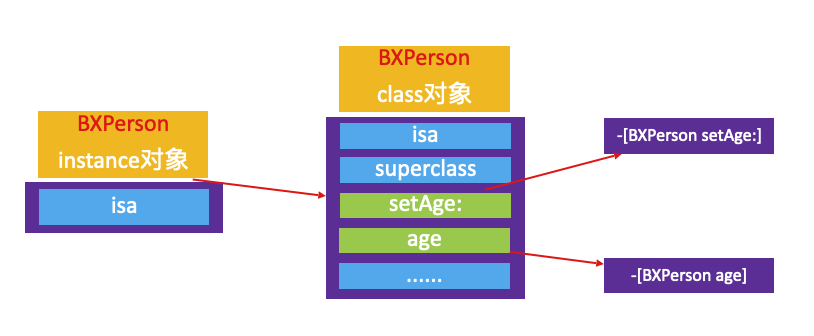 BXPerson
instance对象
isa
BXPerson
class对象
isa
superclass
setAge:
age
......
-[BXPerson setAge:]
-[BXPerson age]